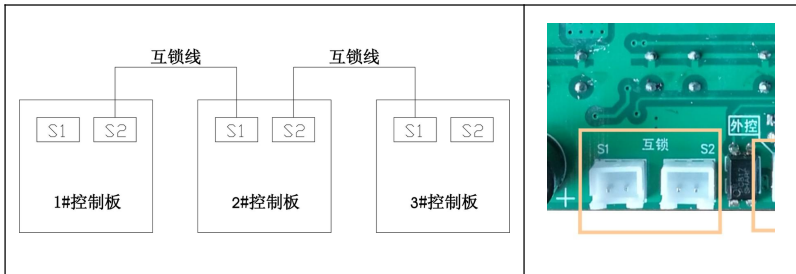 互锁线 互锁线
S1 S2 S1 S2 S1 S2
1#控制板 2#控制板 3#控制板
外控
S1 互锁 S2
+